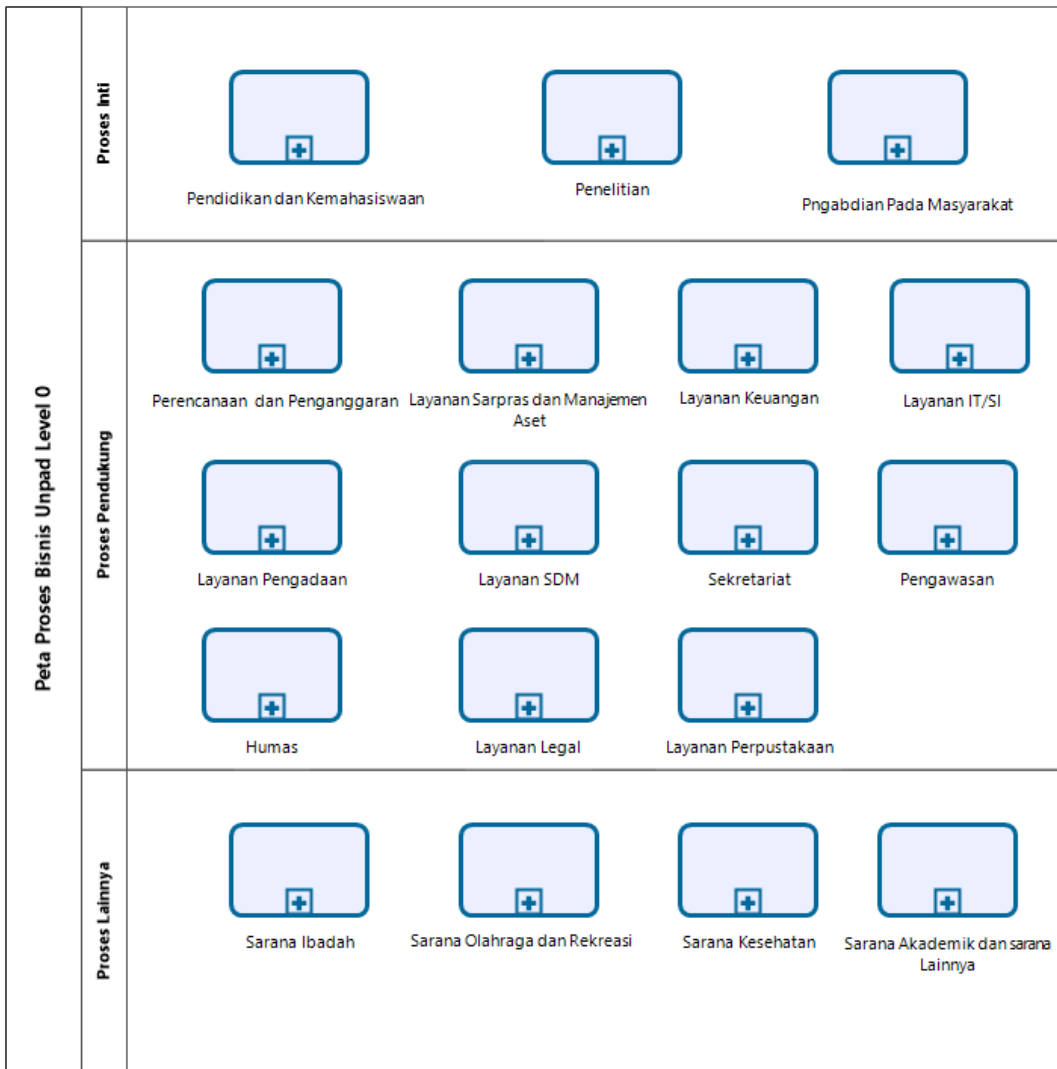 Peta Proses Bisnis Unpad Level 0
Proses Inti
Pendidikan dan Kemahasiswaan
Penelitian
Pngabdian Pada Masyarakat
Proses Pendukung
Perencanaan dan Penganggaran
Layanan Sarpras dan Manajemen
Aset
Layanan Keuangan
Layanan IT/SI
Layanan Pengadaan
Layanan SDM
Sekretariat
Pengawasan
Humas
Layanan Legal
Layanan Perpustakaan
Proses Lainnya
Sarana Ibadah
Sarana Olahraga dan Rekreasi
Sarana Kesehatan
Sarana Akademik dan sarana
Lainnya